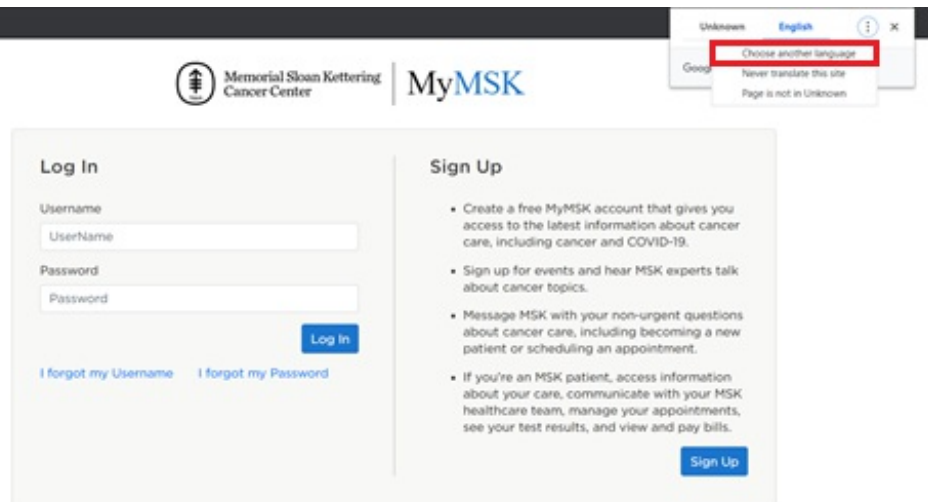 Unknown English
Choose another language
Goog
Never translate this site
Page is not in Unknown
Memorial Sloan Kettering
Cancer Center
MyMSK
Log In
Username
UserName
Password
Password
Log In
I forgot my Username I forgot my Password
Sign Up
• Create a free MyMSK account that gives you
access to the latest information about cancer
care, including cancer and COVID-19.
• Sign up for events and hear MSK experts talk
about cancer topics.
• Message MSK with your non-urgent questions
about cancer care, including becoming a new
patient or scheduling an appointment.
• If you're an MSK patient, access information
about your care, communicate with your MSK
healthcare team, manage your appointments,
see your test results, and view and pay bills.
Sign Up